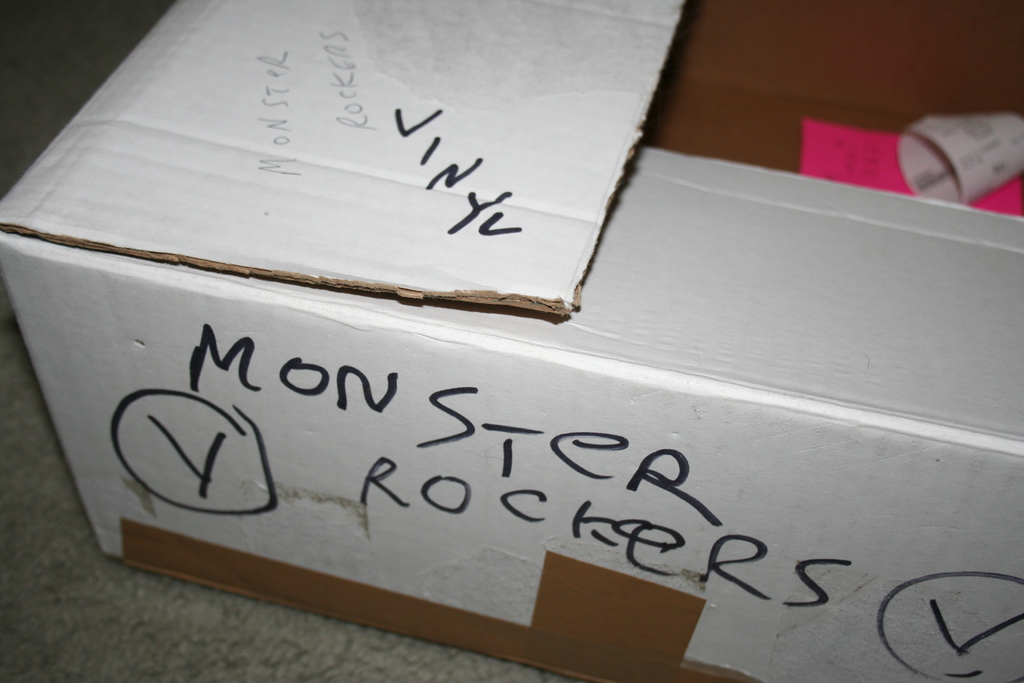 MONSTER
ROCKERS
VINYL
MONSTER
V
ROCKERS
V